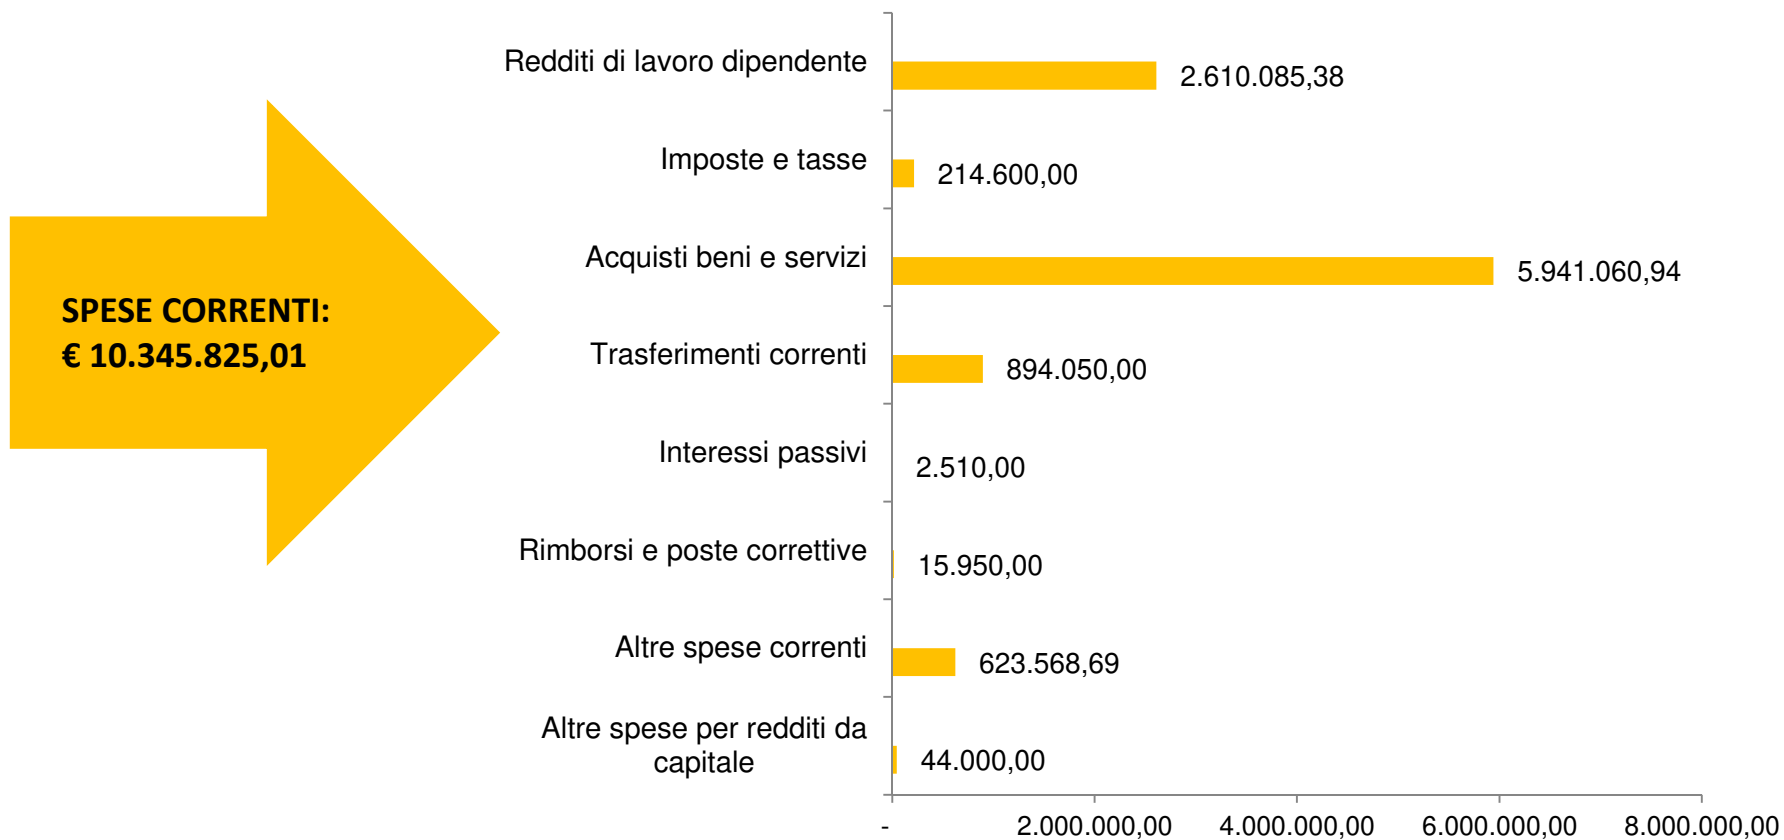 SPESE CORRENTI:
€ 10.345.825,01
Redditi di lavoro dipendente
2.610.085,38
Imposte e tasse
214.600,00
Acquisti beni e servizi
5.941.060,94
Trasferimenti correnti
894.050,00
Interessi passivi
2.510,00
Rimborsi e poste correttive
15.950,00
Altre spese correnti
623.568,69
Altre spese per redditi da
capitale
44.000,00
- 2.000.000,00 4.000.000,00 6.000.000,00 8.000.000,00